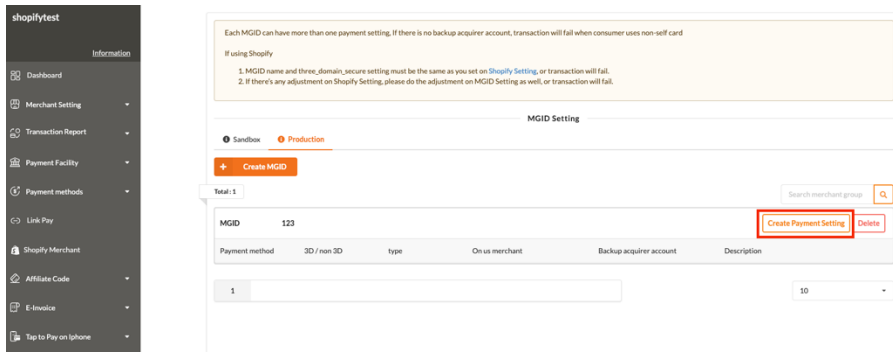 shopifytest
Information
Dashboard
Merchant Setting
Transaction Report
Payment Facility
Payment methods
Link Pay
Shopify Merchant
Affiliate Code
E-Invoice
Tap to Pay on Iphone
Each MGID can have more than one payment setting, If there is no backup acquirer account, transaction will fail when consumer uses non-self card
If using Shopify
1. MGID name and three_domain_secure setting must be the same as you set on Shopify Setting, or transaction will fail.
2. If there's any adjustment on Shopify Setting, please do the adjustment on MGID Setting as well, or transaction will fail.
MGID Setting
Sandbox Production
+ Create MGID
Total : 1
Search merchant group
MGID 123 Create Payment Setting Delete
Payment method 3D / non 3D type On us merchant Backup acquirer account Description
1 10